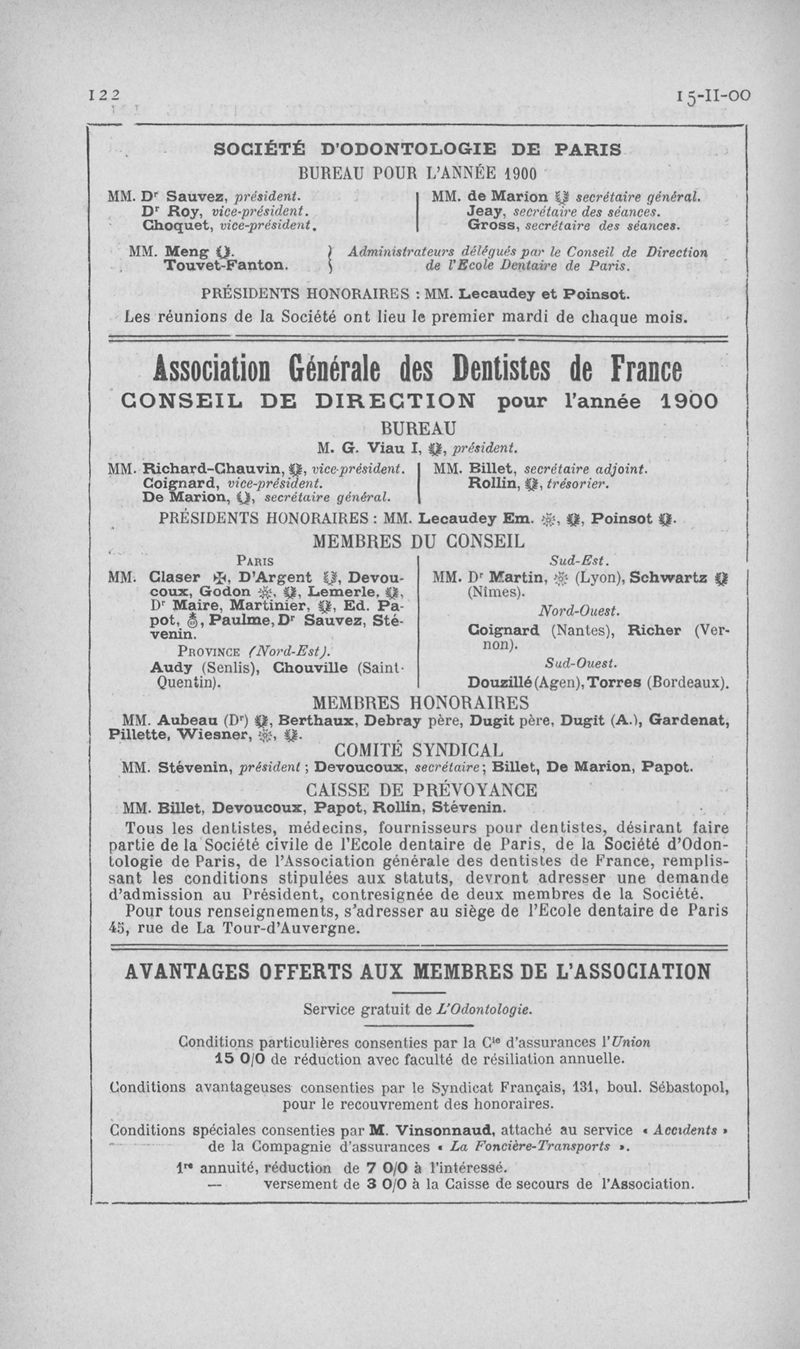 122
15-II-00
SOCIÉTÉ D'ODONTOLOGIE DE PARIS
BUREAU POUR L'ANNÉE 1900
MM. Dr Sauvez, président.
Dr Roy, vice-président.
Choquet, vice-président.
MM. de Marion secrétaire général.
Jeay, secrétaire des séances.
Gross, secrétaire des séances.
MM. Meng.
Touvet-Fanton.
Administrateurs délégués par le Conseil de Direction
de l'Ecole Dentaire de Paris.
PRÉSIDENTS HONORAIRES : MM. Lecaudey et Poinsot.
Les réunions de la Société ont lieu le premier mardi de chaque mois.
Association Générale des Dentistes de France
CONSEIL DE DIRECTION pour l'année 1900
BUREAU
M. G. Viau I, président.
MM. Richard-Chauvin, vice-président.
Coignard, vice-président.
De Marion, secrétaire général.
MM. Billet, secrétaire adjoint.
Rollin, trésorier.
PRÉSIDENTS HONORAIRES : MM. Lecaudey Em. , Poinsot .
MEMBRES DU CONSEIL
PARIS
MM. Claser ✠, D'Argent , Devou-
coux, Godon , Lemerle, ,
Dr Maire, Martinier, , Ed. Pa-
pot, , Paulme, Dr Sauvez, Sté-
venin.
PROVINCE (Nord-Est).
Audy (Senlis), Chouville (Saint-
Quentin).
Sud-Est.
MM. Dr Martin, (Lyon), Schwartz
(Nîmes).
Nord-Ouest.
Coignard (Nantes), Richer (Ver-
non).
Sud-Ouest.
Douzillé (Agen), Torres (Bordeaux).
MEMBRES HONORAIRES
MM. Aubeau (Dr) , Berthaux, Debray père, Dugit père, Dugit (A.), Gardenat,
Pillette, Wiesner, .
COMITÉ SYNDICAL
MM. Stévenin, président ; Devoucoux, secrétaire ; Billet, De Marion, Papot.
CAISSE DE PRÉVOYANCE
MM. Billet, Devoucoux, Papot, Rollin, Stévenin.
Tous les dentistes, médecins, fournisseurs pour dentistes, désirant faire
partie de la Société civile de l'Ecole dentaire de Paris, de la Société d'Odon-
tologie de Paris, de l'Association générale des dentistes de France, remplis-
sant les conditions stipulées aux statuts, devront adresser une demande
d'admission au Président, contresignée de deux membres de la Société.
Pour tous renseignements, s'adresser au siège de l'Ecole dentaire de Paris
45, rue de La Tour-d'Auvergne.
AVANTAGES OFFERTS AUX MEMBRES DE L'ASSOCIATION
Service gratuit de L'Odontologie.
Conditions particulières consenties par la Cie d'assurances l'Union
15 0/0 de réduction avec faculté de résiliation annuelle.
Conditions avantageuses consenties par le Syndicat Français, 131, boul. Sébastopol,
pour le recouvrement des honoraires.
Conditions spéciales consenties par M. Vinsonnaud, attaché au service « Accidents »
de la Compagnie d'assurances « La Foncière-Transports ».
1re annuité, réduction de 7 0/0 à l'intéressé.
— versement de 3 0/0 à la Caisse de secours de l'Association.